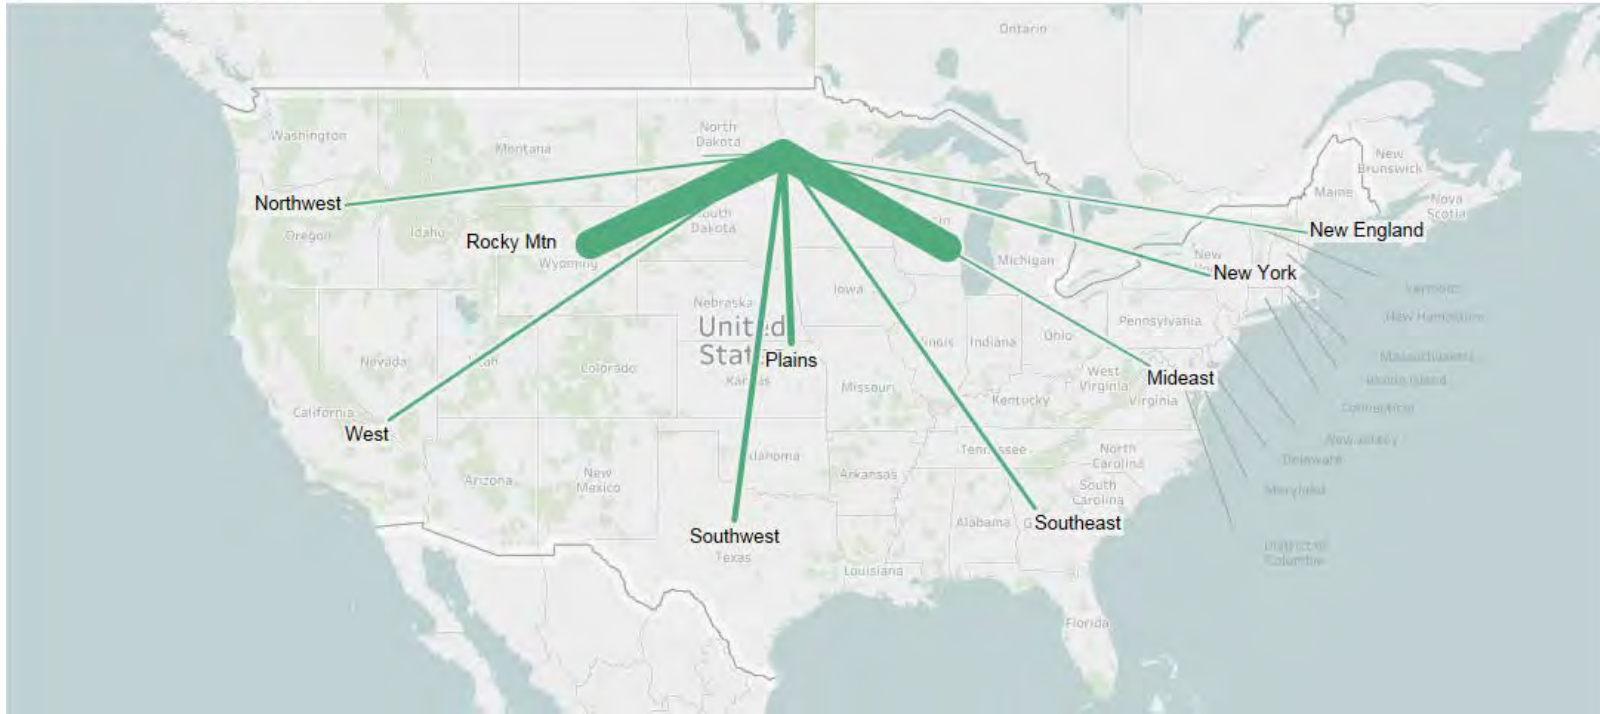 Ontario
Washington
North
Dakota
Montana
New
Brunswick
Maine
Nova
Scotia
Northwest
Oregon
Idaho
South
Dakota
New England
Rocky Mtn
Wyoming
Michigan
New
New York
Nebraska
Iowa
Vermont
New Hampshire
United
States
Pennsylvania
Illinois
Indiana
Ohio
Massachusetts
Nevada
Utah
Colorado
Plains
Kansas
Missouri
West
Virginia
Mideast
Rhode Island
Kentucky
Virginia
Connecticut
California
West
New Jersey
Oklahoma
Tennessee
North
Carolina
Delaware
Arizona
New
Mexico
Arkansas
South
Carolina
Maryland
Southwest
Texas
Alabama
G
Southeast
District of
Columbia
Louisiana
Florida